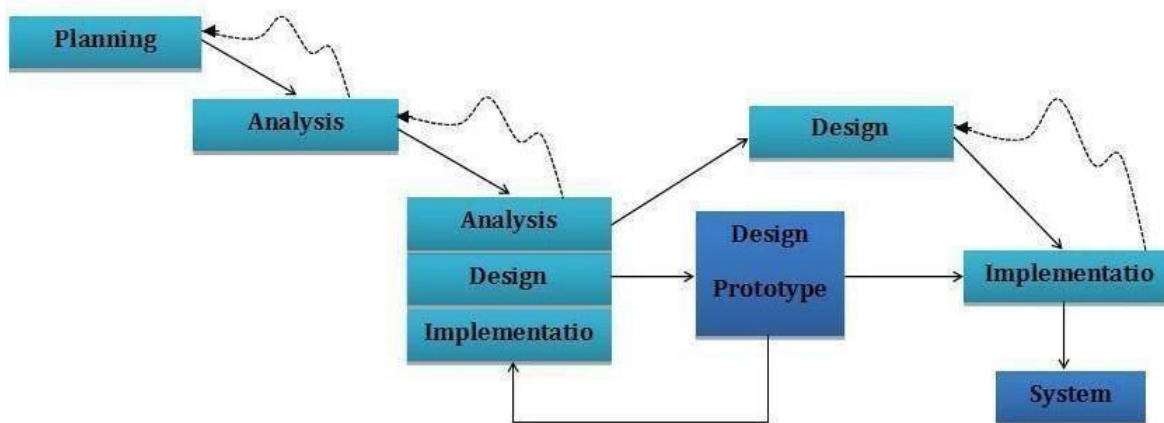 Planning
Analysis
Design
Analysis
Design
Implementatio
Design
Prototype
Implementatio
System